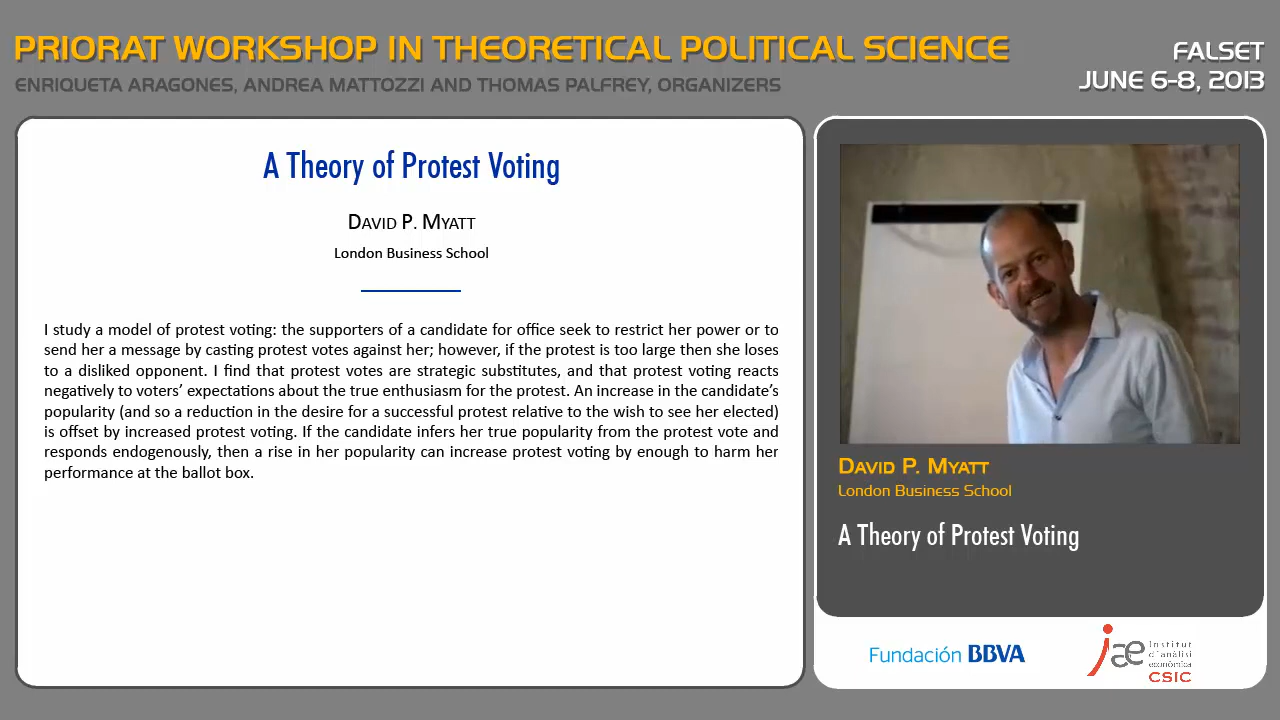 PRIORAT WORKSHOP IN THEORETICAL POLITICAL SCIENCE
ENRIQUETA ARAGONES, ANDREA MATTOZZI AND THOMAS PALFREY, ORGANIZERS
FALSET
JUNE 6-8, 2013
A Theory of Protest Voting
DAVID P. MYATT
London Business School
I study a model of protest voting: the supporters of a candidate for office seek to restrict her power or to
send her a message by casting protest votes against her; however, if the protest is too large then she loses
to a disliked opponent. I find that protest votes are strategic substitutes, and that protest voting reacts
negatively to voters’ expectations about the true enthusiasm for the protest. An increase in the candidate’s
popularity (and so a reduction in the desire for a successful protest relative to the wish to see her elected)
is offset by increased protest voting. If the candidate infers her true popularity from the protest vote and
responds endogenously, then a rise in her popularity can increase protest voting by enough to harm her
performance at the ballot box.
DAVID P. MYATT
London Business School
A Theory of Protest Voting
Fundación BBVA
iae
Institut
d'anàlisi
econòmica
CSIC